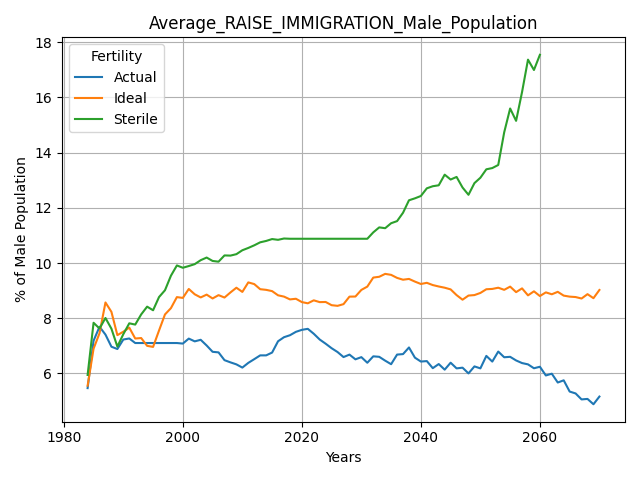 Average_RAISE_IMMIGRATION_Male_Population
Fertility
Actual
Ideal
Sterile
% of Male Population
18
16
14
12
10
8
6
1980
2000
2020
2040
2060
Years